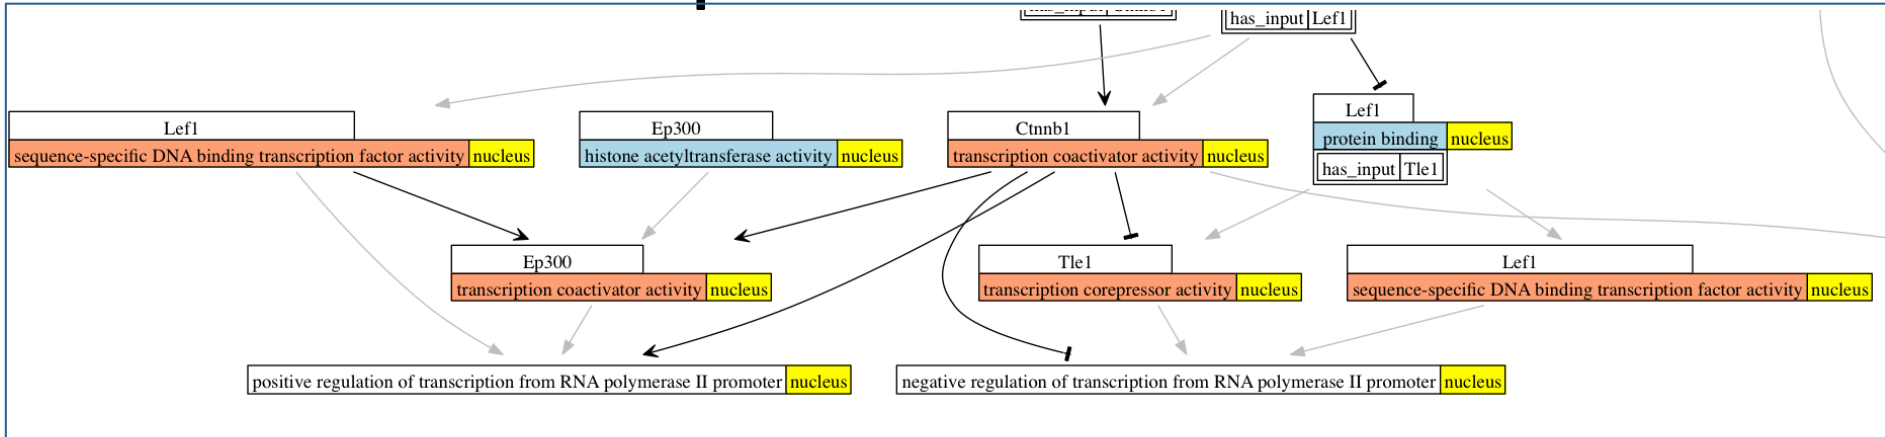 has_input Lef1
Lef1
sequence-specific DNA binding transcription factor activity nucleus
Ep300
histone acetyltransferase activity nucleus
Ctnnb1
transcription coactivator activity nucleus
Lef1
protein binding nucleus
has_input Tle1
Ep300
transcription coactivator activity nucleus
Tle1
transcription corepressor activity nucleus
Lef1
sequence-specific DNA binding transcription factor activity nucleus
positive regulation of transcription from RNA polymerase II promoter nucleus
negative regulation of transcription from RNA polymerase II promoter nucleus